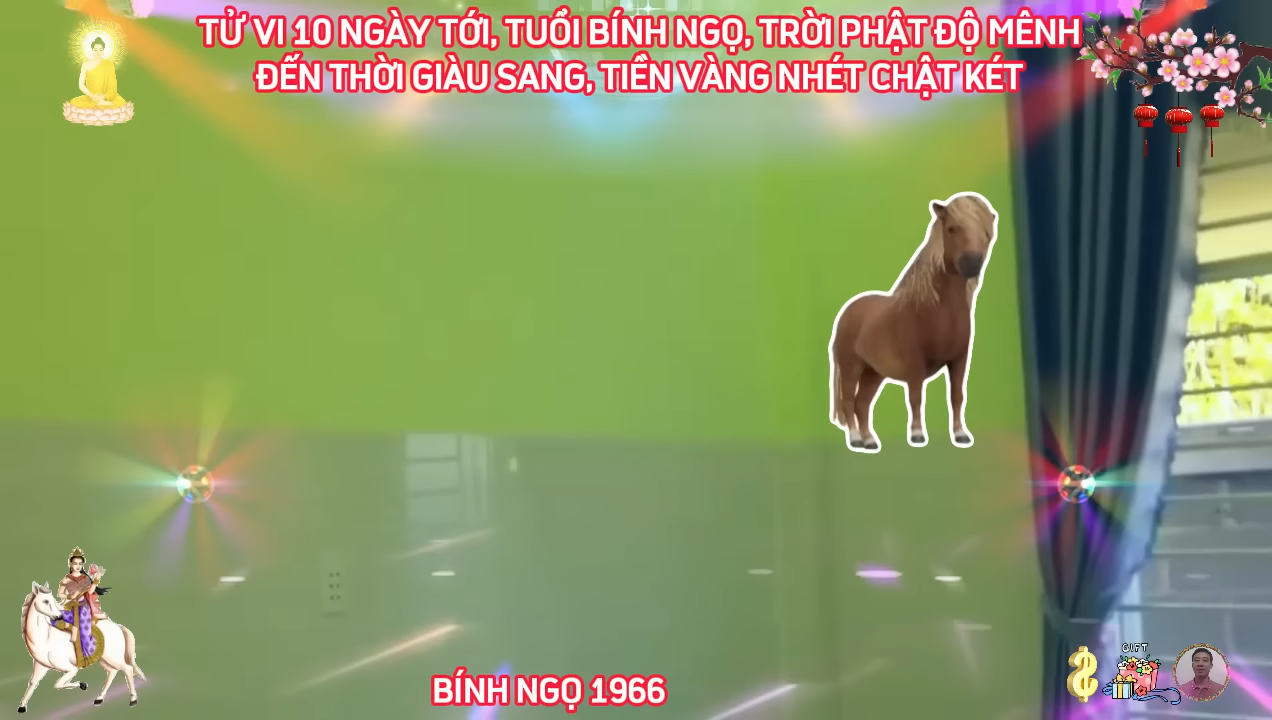 TỬ VI 10 NGÀY TỚI, TUỔI BÍNH NGỌ, TRỜI PHẬT ĐỘ MÊNH
ĐẾN THỜI GIÀU SANG, TIỀN VÀNG NHÉT CHẬT KÉT
GIFT
BÍNH NGỌ 1966